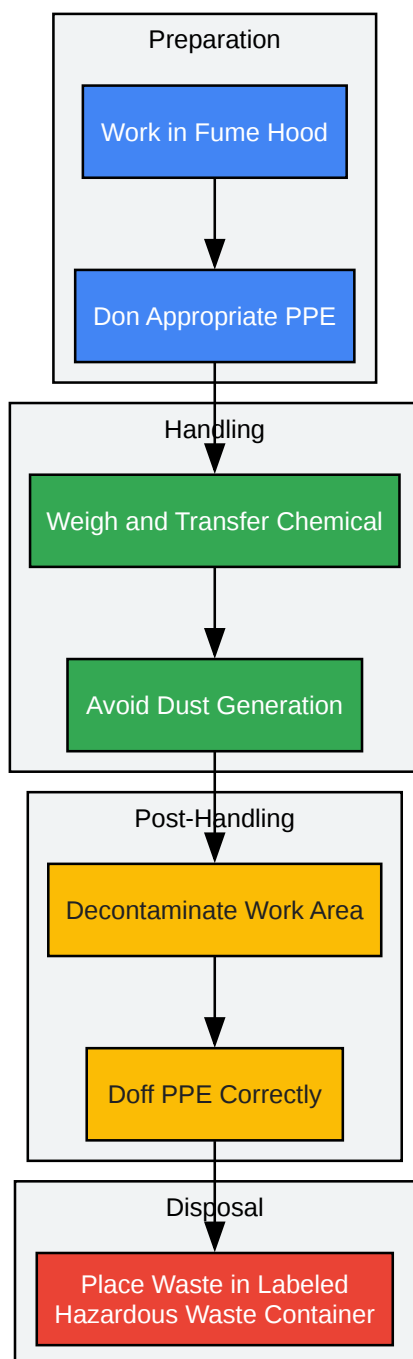 Preparation
Work in Fume Hood
Don Appropriate PPE
Handling
Weigh and Transfer Chemical
Avoid Dust Generation
Post-Handling
Decontaminate Work Area
Doff PPE Correctly
Disposal
Place Waste in Labeled
Hazardous Waste Container